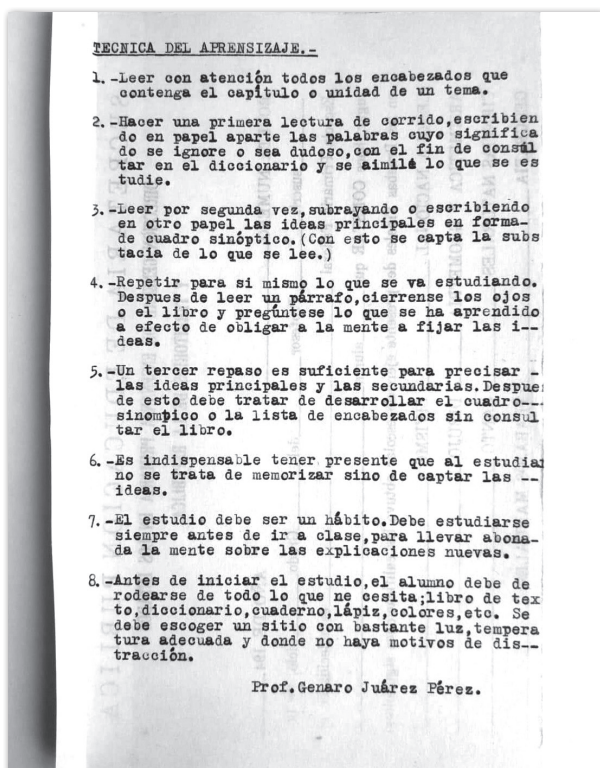 TECNICA DEL APRENSIZAJE.-
1.-Leer con atención todos los encabezados que
contenga el capítulo o unidad de un tema.
2.-Hacer una primera lectura de corrido,escribien
do en papel aparte las palabras cuyo significa
do se ignore o sea dudoso,con el fin de consúl
tar en el diccionario y se aimilé lo que se es
tudie.
3.-Leer por segunda vez,subrayando o escribiendo
en otro papel las ideas principales en forma-
de cuadro sinóptico.(Con esto se capta la subs
tacia de lo que se lee.)
4.-Repetir para si mismo lo que se va estudiando.
Despues de leer un párrafo,cierrense los ojos
o el libro y pregúntese lo que se ha aprendido
a efecto de obligar a la mente a fijar las i--
deas.
5.-Un tercer repaso es suficiente para precisar -
las ideas principales y las secundarias.Despue
de esto debe tratar de desarrollar el cuadro---
sinomtico o la lista de encabezados sin consul
tar el libro.
6.-Es indispensable tener presente que al estudia
no se trata de memorizar sino de captar las --
ideas.
7.-El estudio debe ser un hábito.Debe estudiarse
siempre antes de ir a clase,para llevar abona-
da la mente sobre las explicaciones nuevas.
8.-Antes de iniciar el estudio,el alumno debe de
rodearse de todo lo que ne cesita;libro de tex
to,diccionario,cuaderno,lápiz,colores,etc. Se
debe escoger un sitio con bastante luz,tempera
tura adecuada y donde no haya motivos de dis--
tracción.
Prof.Genaro Juárez Pérez.